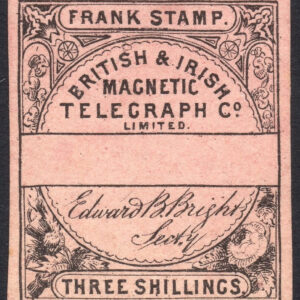 FRANK STAMP.
BRITISH & IRISH
MAGNETIC
TELEGRAPH Co
LIMITED.
Edward B. Bright
Secty
THREE SHILLINGS.